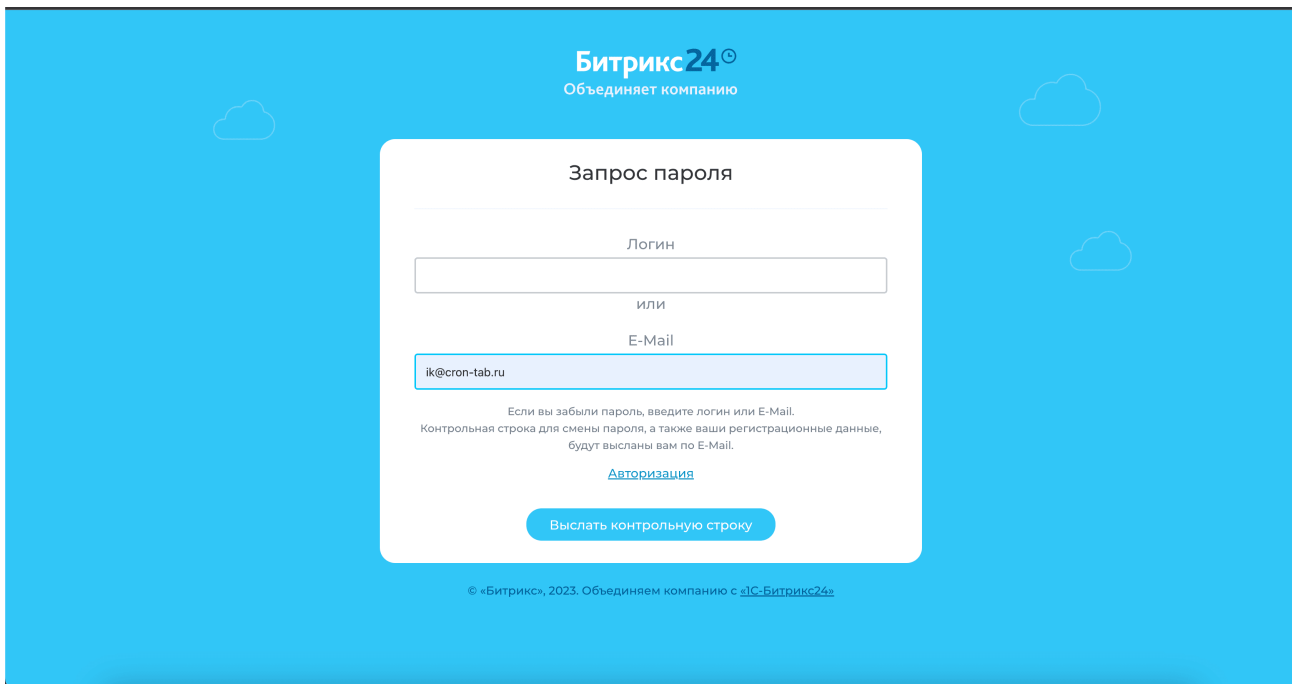 Битрикс24
Объединяет компанию
Запрос пароля
Логин
или
E-Mail
ik@cron-tab.ru
Если вы забыли пароль, введите логин или E-Mail.
Контрольная строка для смены пароля, а также ваши регистрационные данные,
будут высланы вам по E-Mail.
Авторизация
Выслать контрольную строку
© «Битрикс», 2023. Объединяем компанию с «1С-Битрикс24»